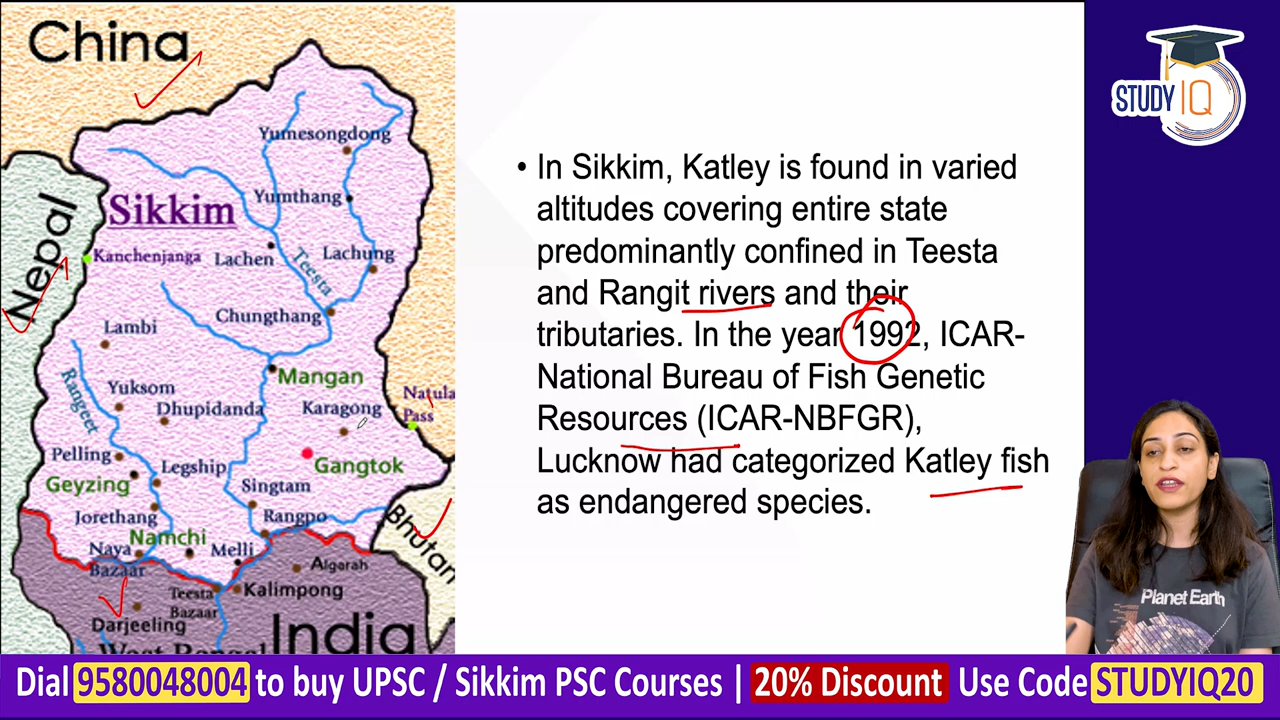 China
Nepal
Sikkim
Yumesongdong
Yumthang
Kanchenjanga
Lachen
Teesta
Lachung
Chungthang
Lambi
Mangan
Rangeet
Yuksom
Dhupidanda
Karagong
Natula
Pass
Pelling
Legship
Gangtok
Geyzing
Singtam
Jorethang
Rangpo
Bhutan
Namchi
Naya
Bazaar
Melli
Algarah
Teesta
Bazaar
Kalimpong
Darjeeling
India
West Bengal
• In Sikkim, Katley is found in varied
altitudes covering entire state
predominantly confined in Teesta
and Rangit rivers and their
tributaries. In the year 1992, ICAR-
National Bureau of Fish Genetic
Resources (ICAR-NBFGR),
Lucknow had categorized Katley fish
as endangered species.
STUDY IQ
Planet Earth
Dial 9580048004 to buy UPSC / Sikkim PSC Courses | 20% Discount Use Code STUDYIQ20